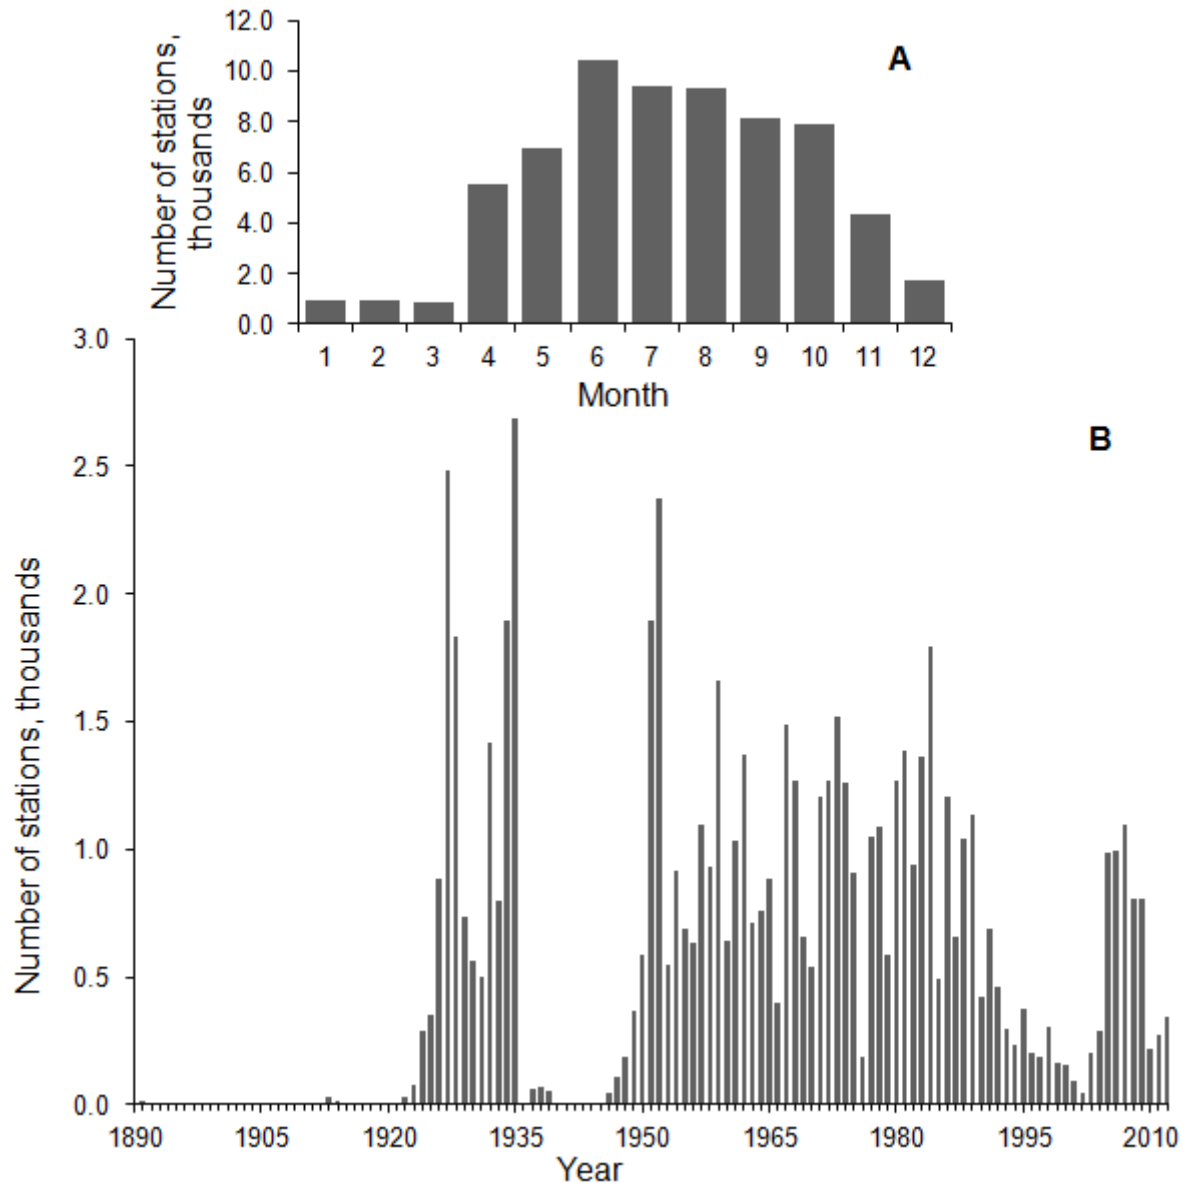 Number of stations,
thousands
12.0
10.0
8.0
6.0
4.0
2.0
0.0
A
1 2 3 4 5 6 7 8 9 10 11 12
Month
Number of stations, thousands
3.0
2.5
2.0
1.5
1.0
0.5
0.0
B
1890 1905 1920 1935 1950 1965 1980 1995 2010
Year